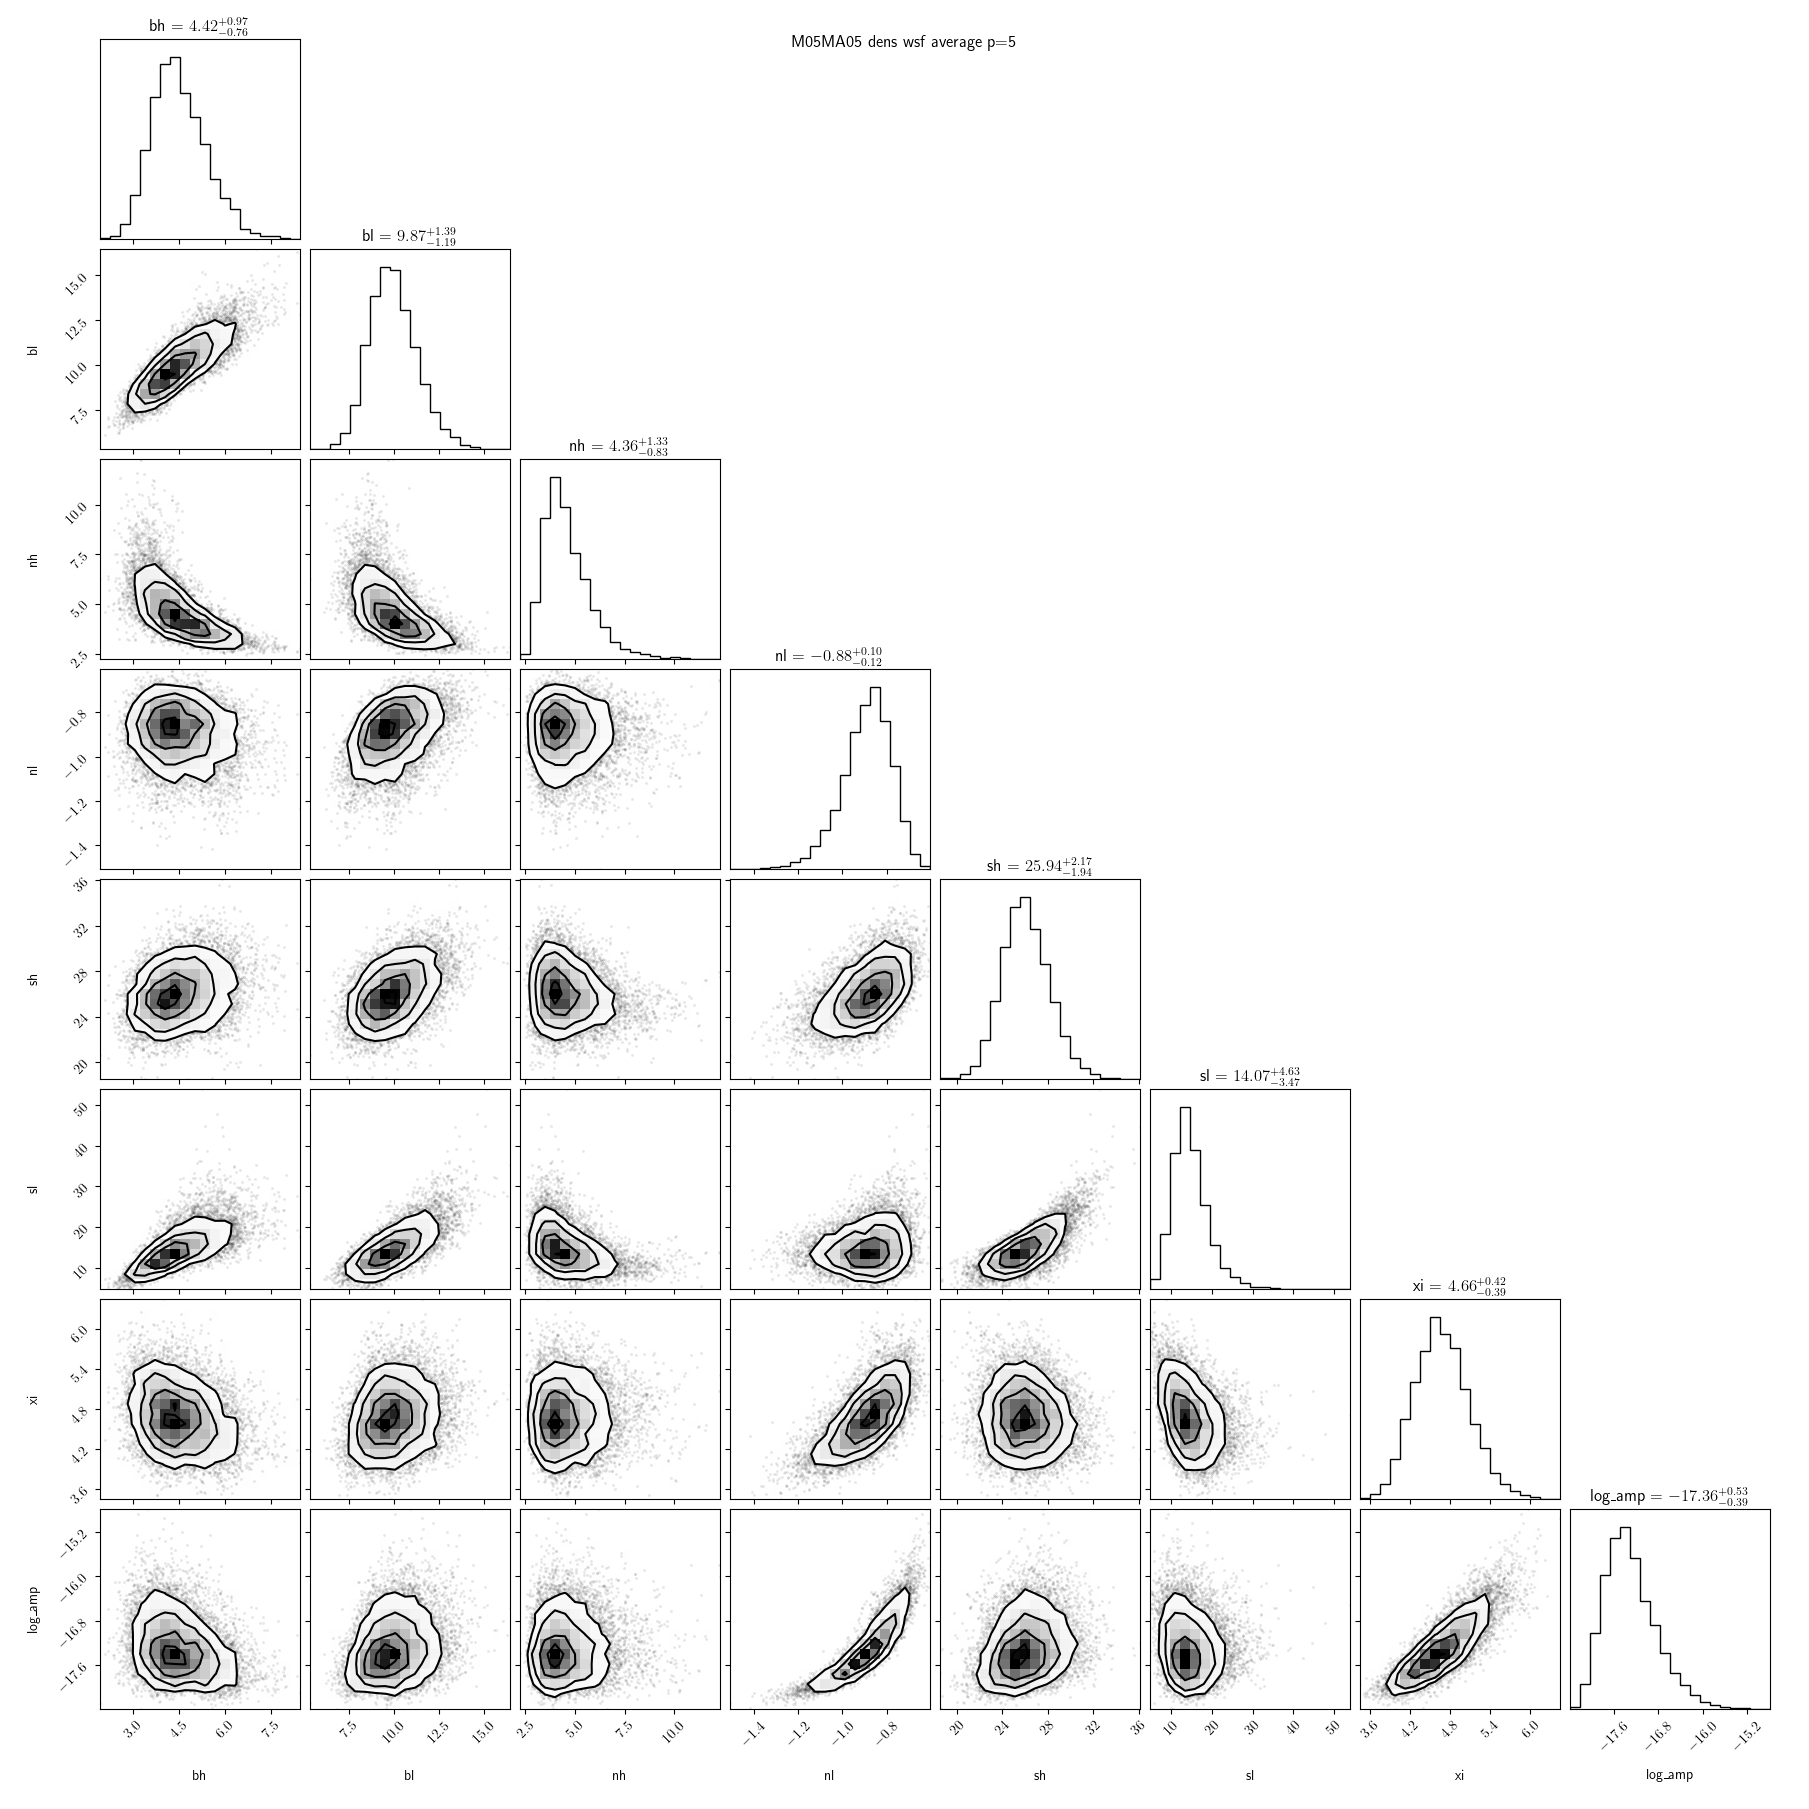 bh = 4.42^{+0.97}_{-0.76}
M05MA05 dens wsf average p=5
bl = 9.87^{+1.39}_{-1.19}
15.0
12.5
10.0
7.5
bl
nh = 4.36^{+1.33}_{-0.83}
10.0
7.5
5.0
2.5
nh
nl = −0.88^{+0.10}_{-0.12}
−0.8
−1.0
−1.2
−1.4
nl
sh = 25.94^{+2.17}_{-1.94}
36
32
28
24
20
sh
sl = 14.07^{+4.63}_{-3.47}
50
40
30
20
10
sl
xi = 4.66^{+0.42}_{-0.39}
6.0
5.4
4.8
4.2
3.6
xi
log_amp = −17.36^{+0.53}_{-0.39}
−15.2
−16.0
−16.8
−17.6
log_amp
3.0 4.5 6.0 7.5 7.5 10.0 12.5 15.0 2.5 5.0 7.5 10.0 −1.4 −1.2 −1.0 −0.8 20 24 28 32 36 10 20 30 40 50 3.6 4.2 4.8 5.4 6.0 −17.6 −16.8 −16.0 −15.2
bh bl nh nl sh sl xi log_amp